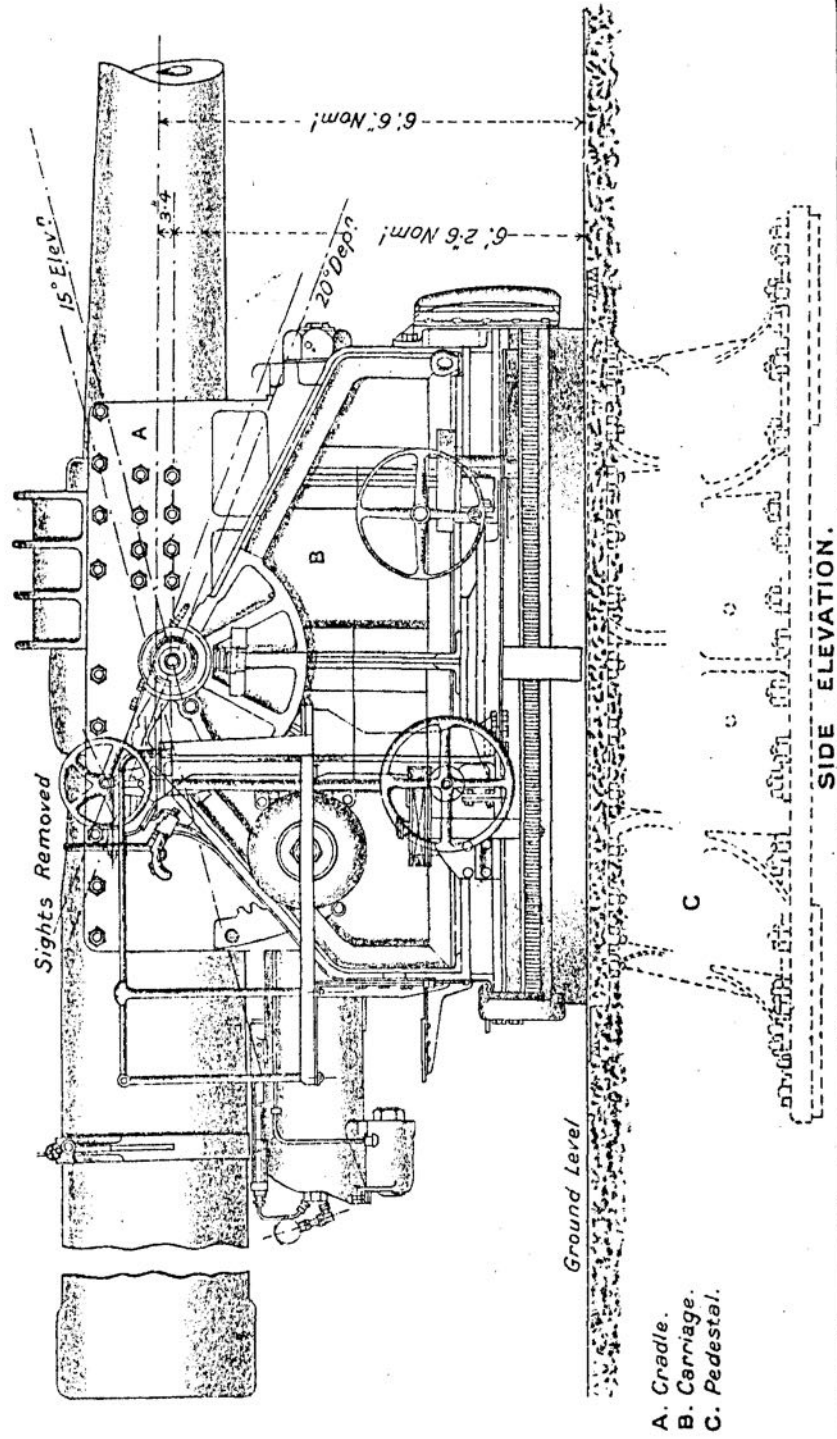 Sights Removed
15° Elevⁿ.
A
3"·4
20° Depⁿ.
6'. 6". Nom!
6'. 2"·6 Nom!
B
Ground Level
C
A. Cradle.
B. Carriage.
C. Pedestal.
SIDE ELEVATION.